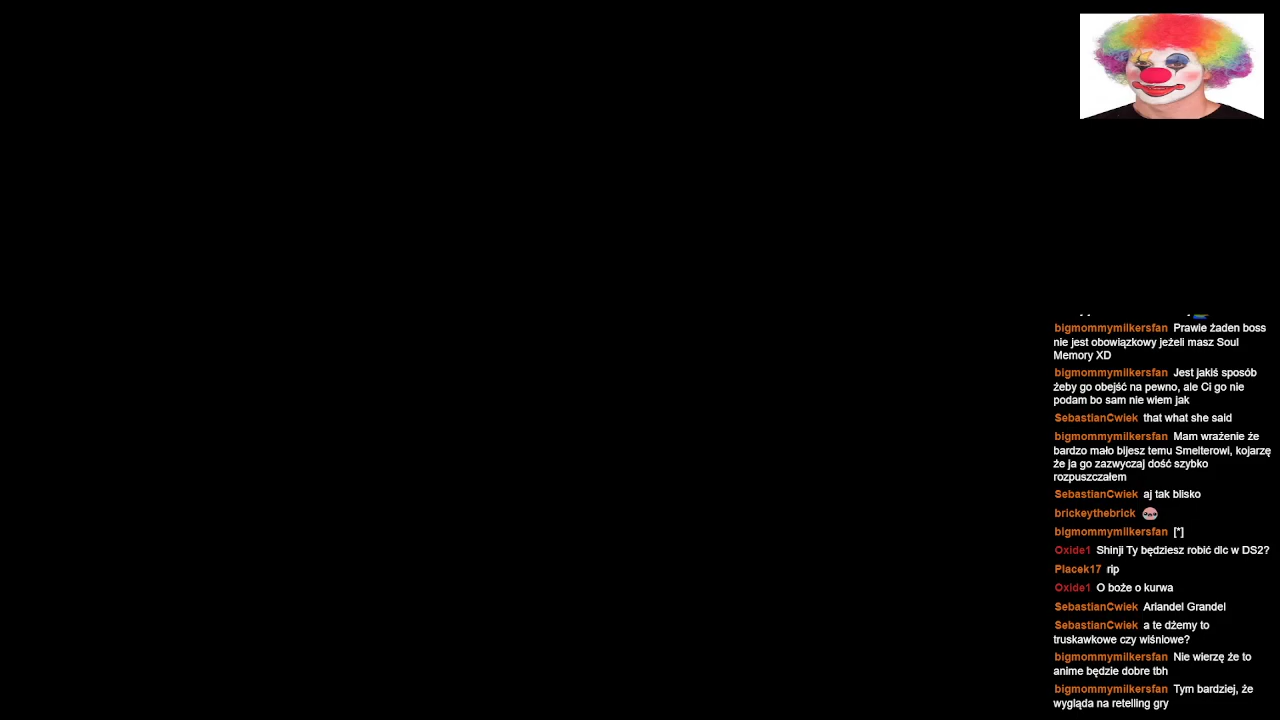 bigmommymilkersfan Prawie żaden boss
nie jest obowiązkowy jeżeli masz Soul
Memory XD
bigmommymilkersfan Jest jakiś sposób
żeby go obejść na pewno, ale Ci go nie
podam bo sam nie wiem jak
SebastianCwiek that what she said
bigmommymilkersfan Mam wrażenie że
bardzo mało bijesz temu Smelterowi, kojarzę
że ja go zazwyczaj dość szybko
rozpuszczałem
SebastianCwiek aj tak blisko
brickeythebrick
bigmommymilkersfan [*]
Oxide1 Shinji Ty będziesz robić dlc w DS2?
Placek17 rip
Oxide1 O boże o kurwa
SebastianCwiek Ariandel Grandel
SebastianCwiek a te dżemy to
truskawkowe czy wiśniowe?
bigmommymilkersfan Nie wierzę że to
anime będzie dobre tbh
bigmommymilkersfan Tym bardziej, że
wygląda na retelling gry